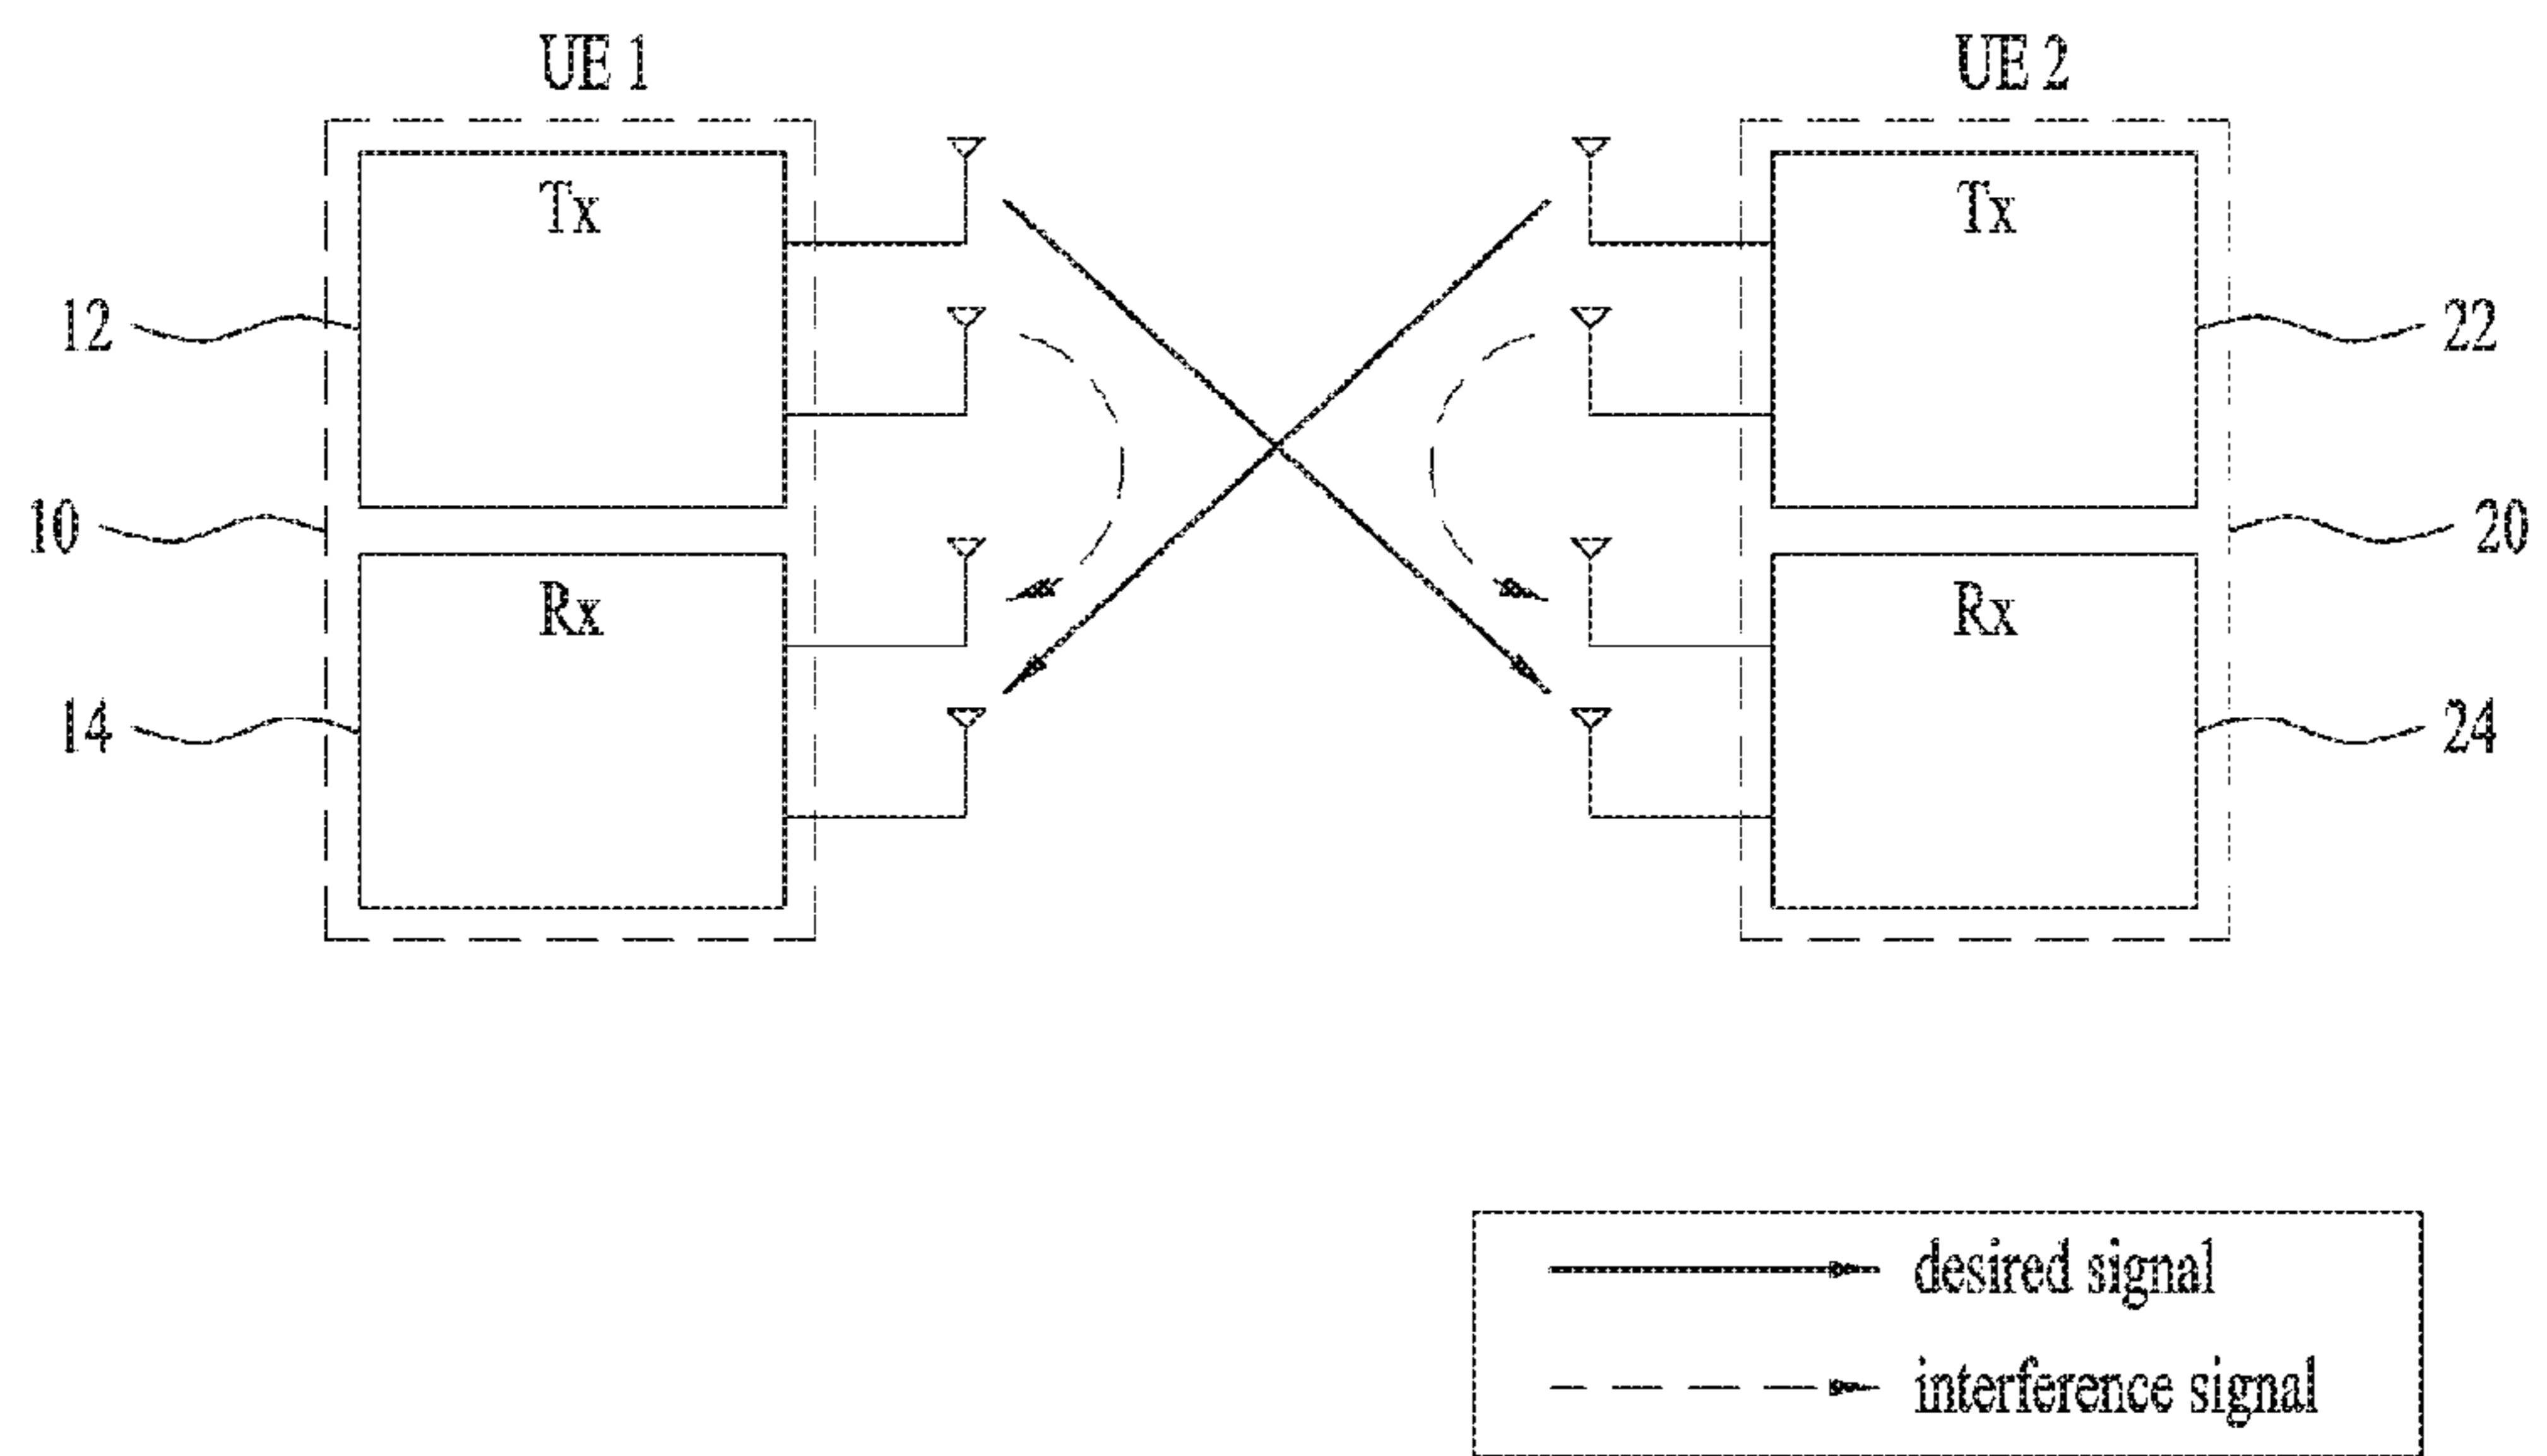 UE 1
UE 2
Tx
Tx
12
22
10
20
Rx
Rx
14
24
desired signal
interference signal